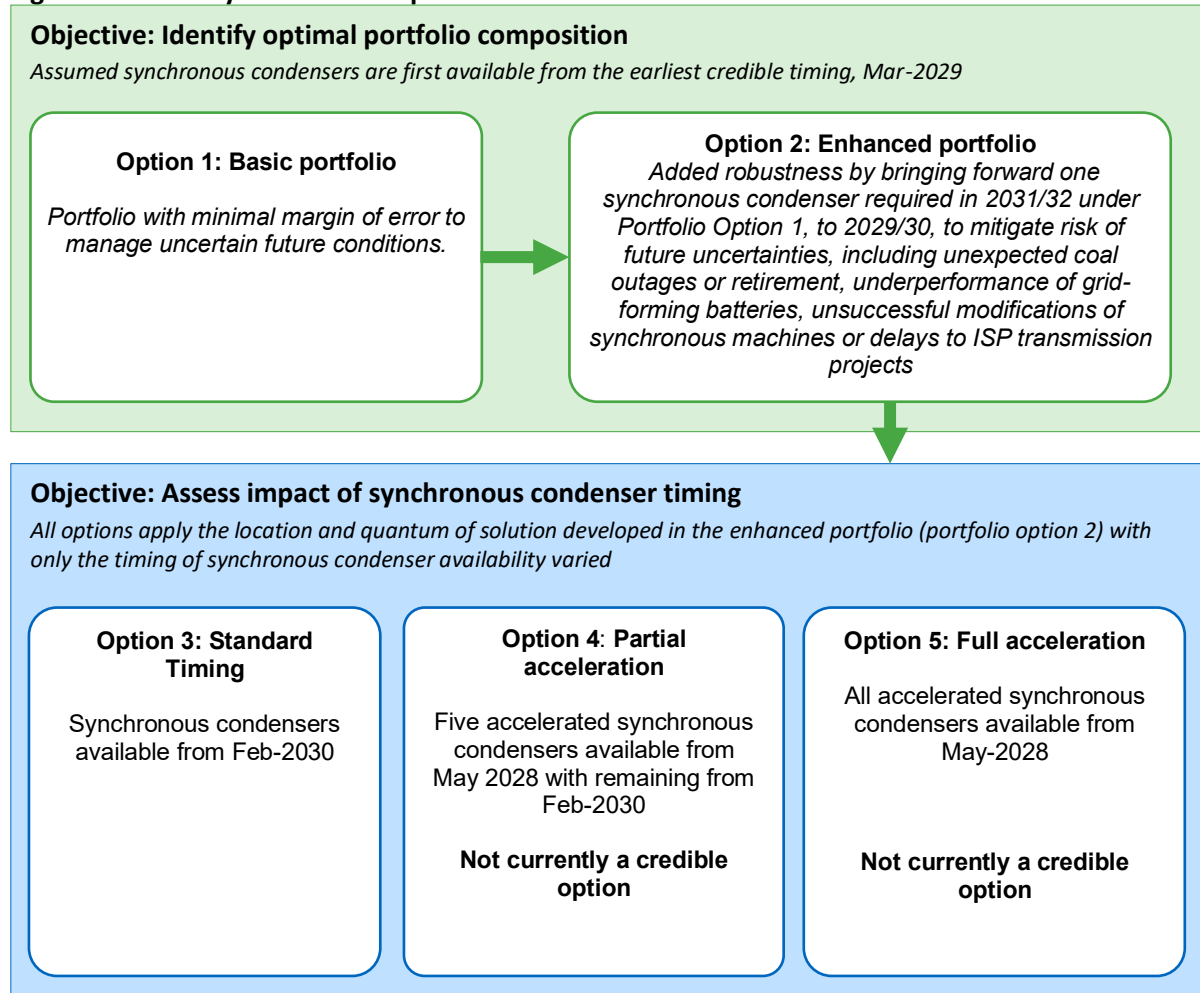 Objective: Identify optimal portfolio composition
Assumed synchronous condensers are first available from the earliest credible timing, Mar-2029
Option 1: Basic portfolio
Portfolio with minimal margin of error to
manage uncertain future conditions.
Option 2: Enhanced portfolio
Added robustness by bringing forward one
synchronous condenser required in 2031/32 under
Portfolio Option 1, to 2029/30, to mitigate risk of
future uncertainties, including unexpected coal
outages or retirement, underperformance of grid-
forming batteries, unsuccessful modifications of
synchronous machines or delays to ISP transmission
projects
Objective: Assess impact of synchronous condenser timing
All options apply the location and quantum of solution developed in the enhanced portfolio (portfolio option 2) with
only the timing of synchronous condenser availability varied
Option 3: Standard
Timing
Synchronous condensers
available from Feb-2030
Option 4: Partial
acceleration
Five accelerated synchronous
condensers available from
May 2028 with remaining from
Feb-2030
Not currently a credible
option
Option 5: Full acceleration
All accelerated synchronous
condensers available from
May-2028
Not currently a credible
option